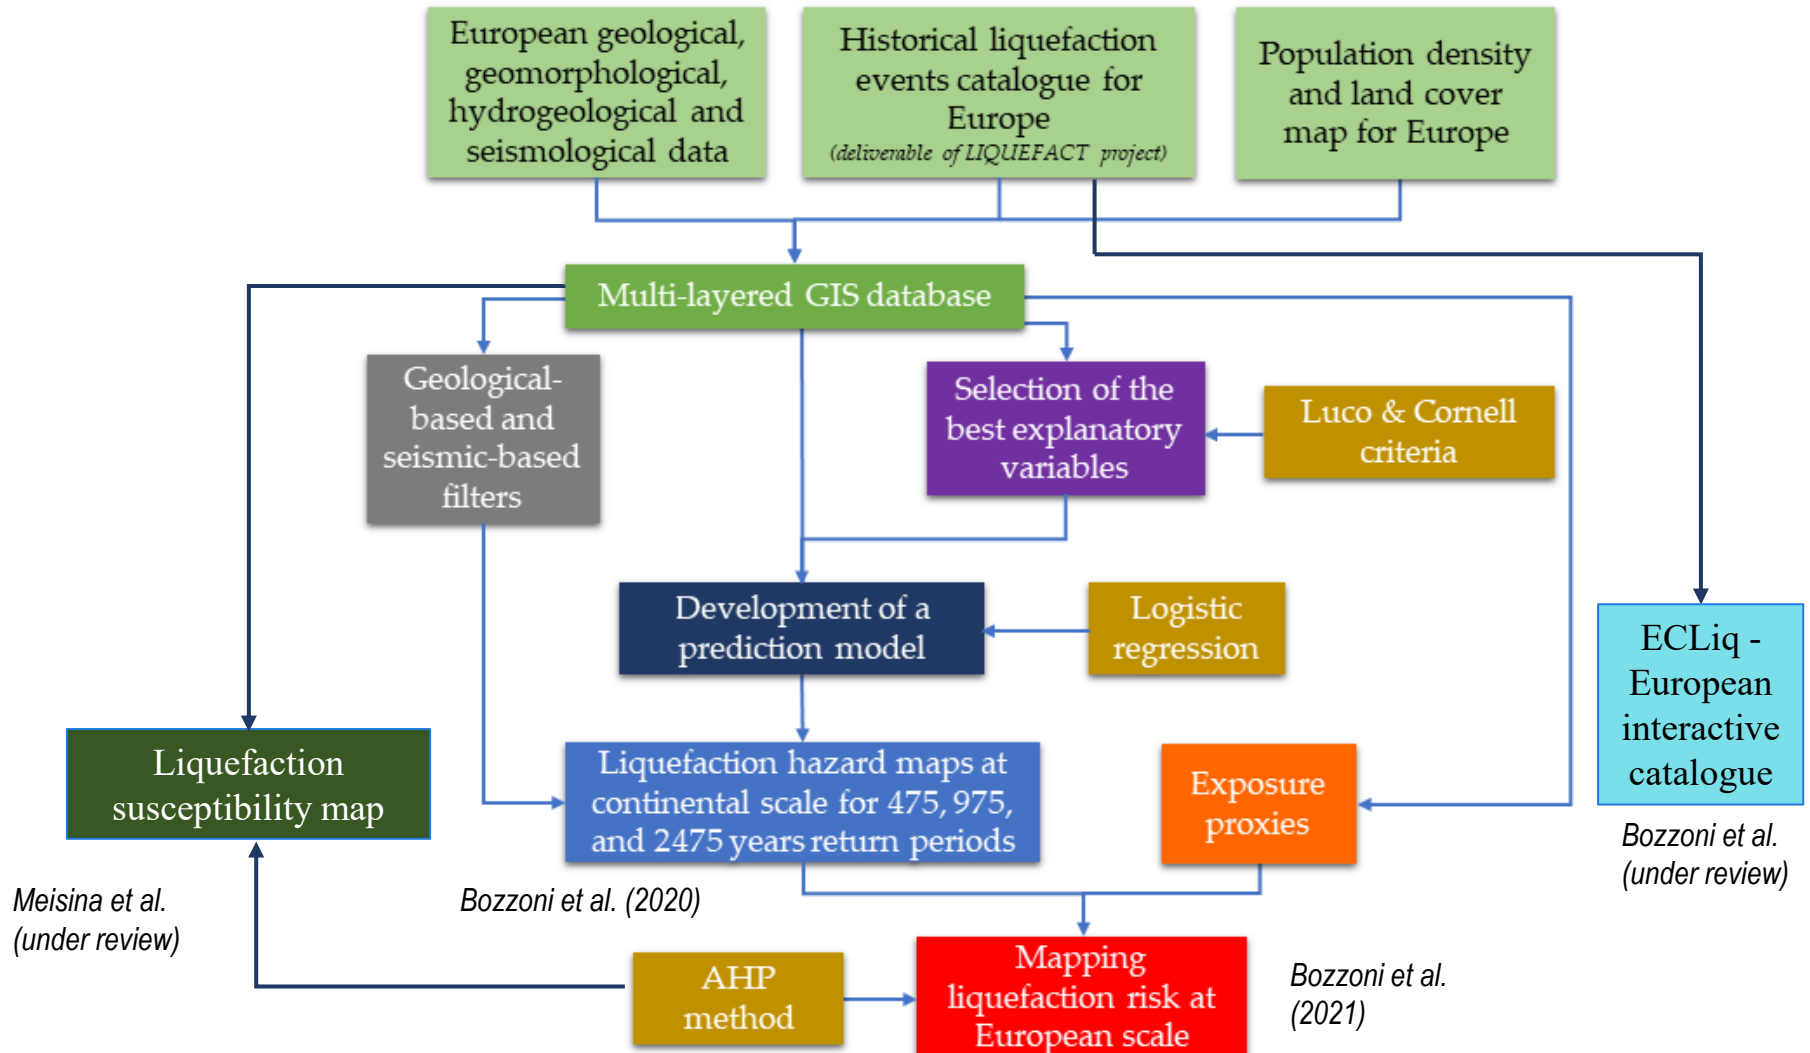 European geological,
geomorphological,
hydrogeological and
seismological data
Historical liquefaction
events catalogue for
Europe
(deliverable of LIQUEFACT project)
Population density
and land cover
map for Europe
Multi-layered GIS database
Geological-
based and
seismic-based
filters
Selection of the
best explanatory
variables
Luco & Cornell
criteria
Development of a
prediction model
Logistic
regression
ECLiq -
European
interactive
catalogue
Liquefaction
susceptibility map
Liquefaction hazard maps at
continental scale for 475, 975,
and 2475 years return periods
Exposure
proxies
Bozzoni et al.
(under review)
Meisina et al.
(under review)
Bozzoni et al. (2020)
AHP
method
Mapping
liquefaction risk at
European scale
Bozzoni et al.
(2021)